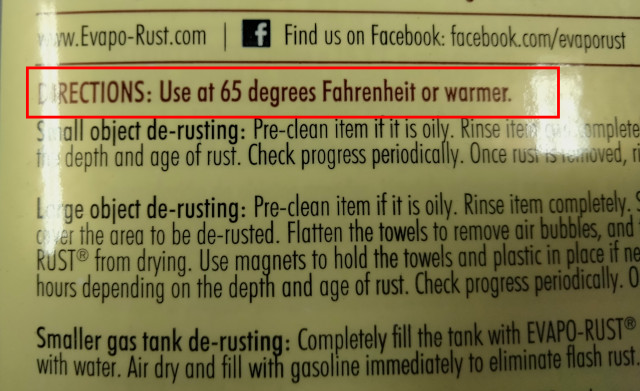 www.Evapo-Rust.com | f Find us on Facebook: facebook.com/evaporust
DIRECTIONS: Use at 65 degrees Fahrenheit or warmer.
Small object de-rusting: Pre-clean item if it is oily. Rinse item
the depth and age of rust. Check progress periodically. Once rust is removed,
Large object de-rusting: Pre-clean item if it is oily. Rinse item completely.
cover the area to be de-rusted. Flatten the towels to remove air bubbles, and
RUST® from drying. Use magnets to hold the towels and plastic in place if
hours depending on the depth and age of rust. Check progress periodically.
Smaller gas tank de-rusting: Completely fill the tank with EVAPO-RUST®
with water. Air dry and fill with gasoline immediately to eliminate flash rust.